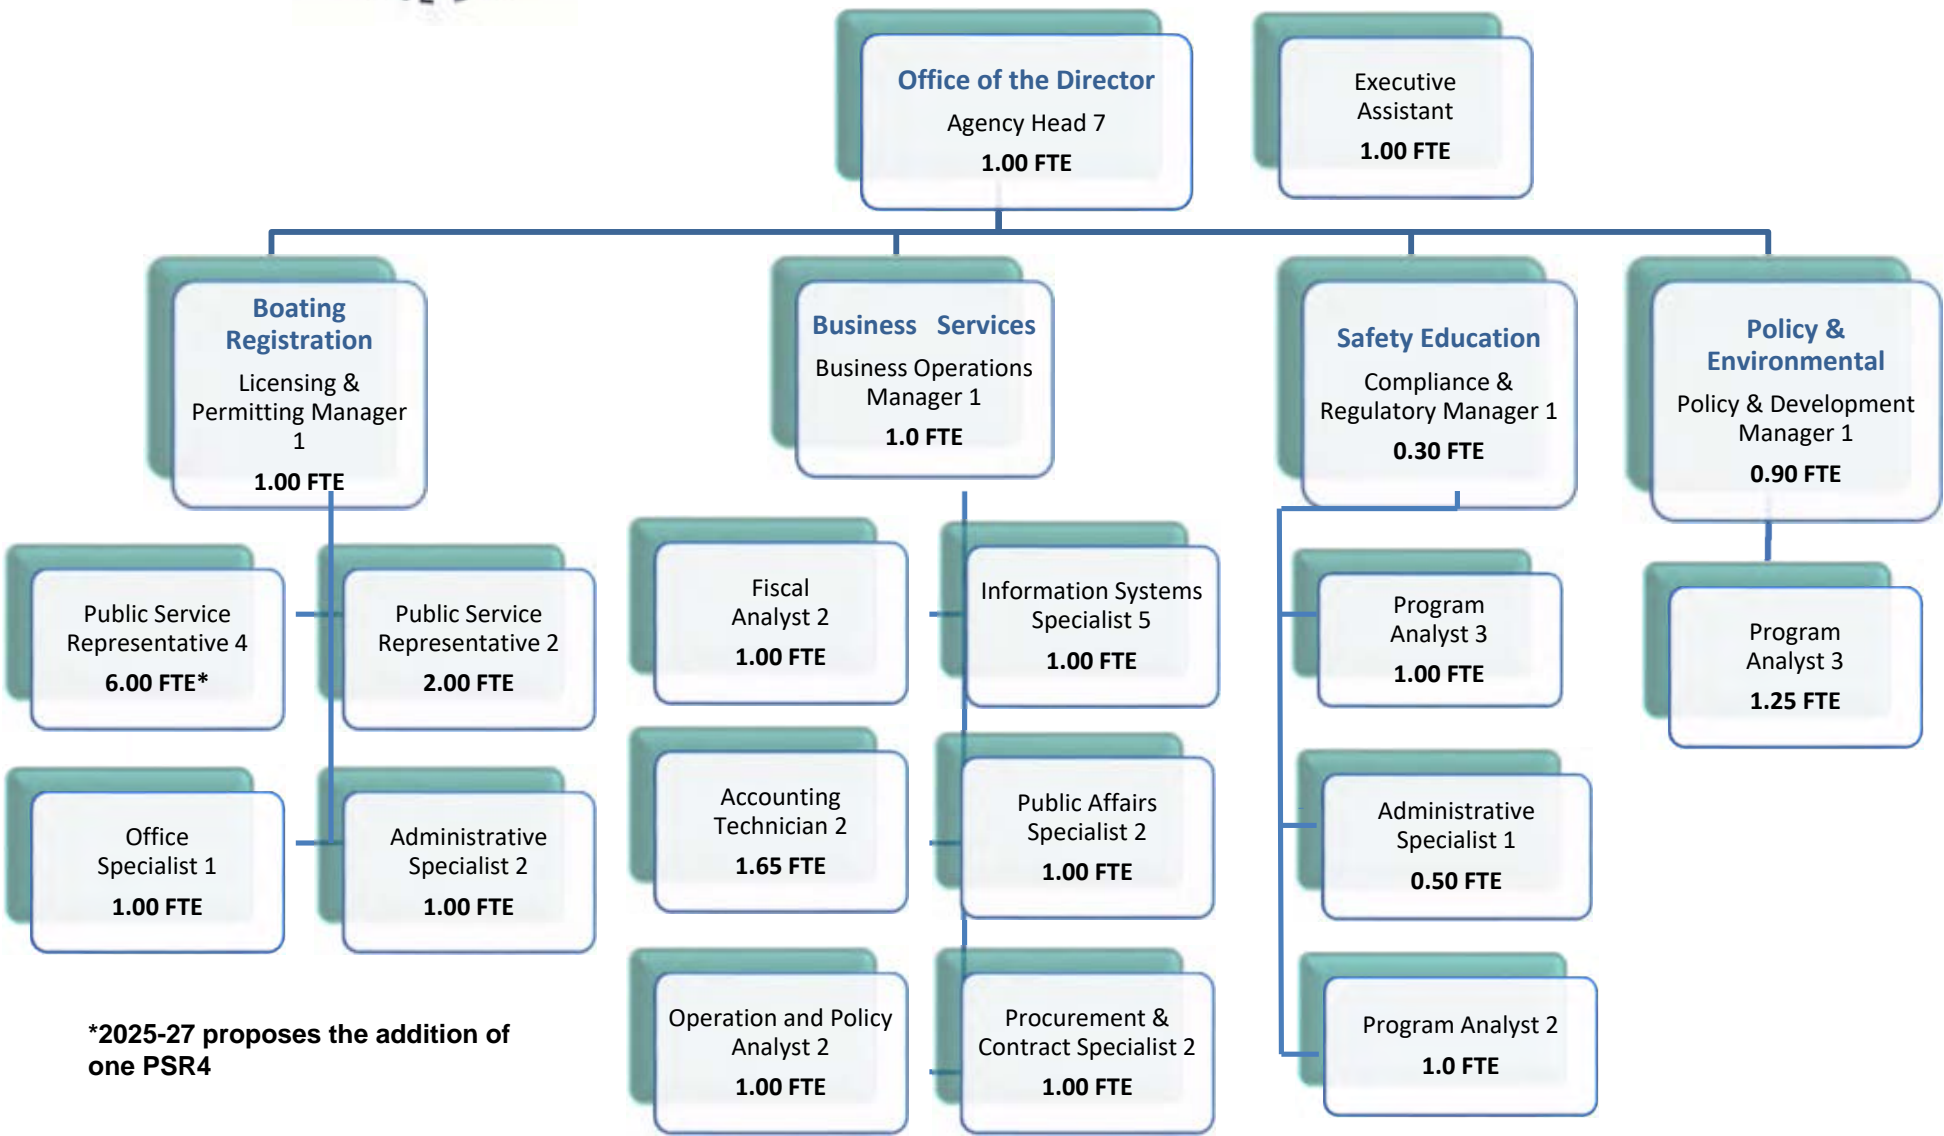 Office of the Director
Agency Head 7
1.00 FTE
Executive
Assistant
1.00 FTE
Boating
Registration
Licensing &
Permitting Manager
1
1.00 FTE
Business Services
Business Operations
Manager 1
1.0 FTE
Safety Education
Compliance &
Regulatory Manager 1
0.30 FTE
Policy &
Environmental
Policy & Development
Manager 1
0.90 FTE
Public Service
Representative 4
6.00 FTE*
Public Service
Representative 2
2.00 FTE
Office
Specialist 1
1.00 FTE
Administrative
Specialist 2
1.00 FTE
Fiscal
Analyst 2
1.00 FTE
Information Systems
Specialist 5
1.00 FTE
Accounting
Technician 2
1.65 FTE
Public Affairs
Specialist 2
1.00 FTE
Operation and Policy
Analyst 2
1.00 FTE
Procurement &
Contract Specialist 2
1.00 FTE
Program
Analyst 3
1.00 FTE
Administrative
Specialist 1
0.50 FTE
Program Analyst 2
1.0 FTE
Program
Analyst 3
1.25 FTE
*2025-27 proposes the addition of
one PSR4